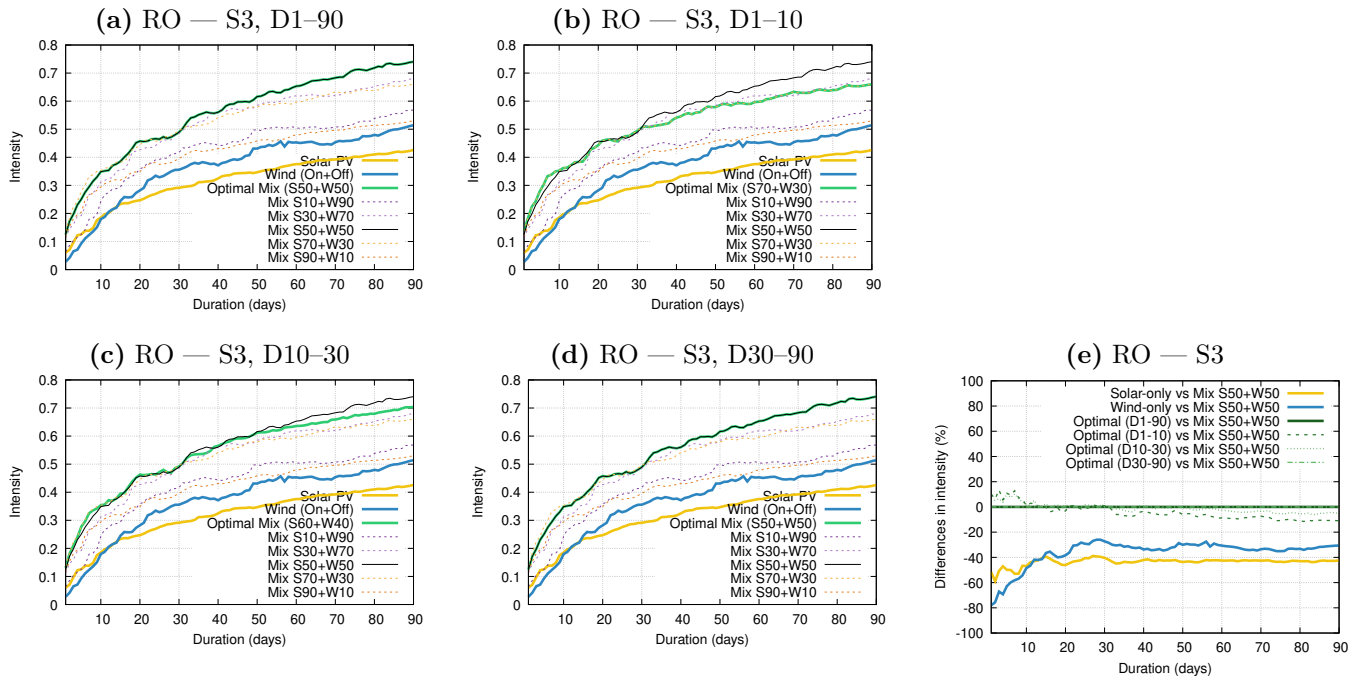 (a) RO — S3, D1–90
0.8
0.7
0.6
0.5
0.4
0.3
0.2
0.1
0
Intensity
Solar PV
Wind (On+Off)
Optimal Mix (S50+W50)
Mix S10+W90
Mix S30+W70
Mix S50+W50
Mix S70+W30
Mix S90+W10
10 20 30 40 50 60 70 80 90
Duration (days)
(b) RO — S3, D1–10
0.8
0.7
0.6
0.5
0.4
0.3
0.2
0.1
0
Intensity
Solar PV
Wind (On+Off)
Optimal Mix (S70+W30)
Mix S10+W90
Mix S30+W70
Mix S50+W50
Mix S70+W30
Mix S90+W10
10 20 30 40 50 60 70 80 90
Duration (days)
(c) RO — S3, D10–30
0.8
0.7
0.6
0.5
0.4
0.3
0.2
0.1
0
Intensity
Solar PV
Wind (On+Off)
Optimal Mix (S60+W40)
Mix S10+W90
Mix S30+W70
Mix S50+W50
Mix S70+W30
Mix S90+W10
10 20 30 40 50 60 70 80 90
Duration (days)
(d) RO — S3, D30–90
0.8
0.7
0.6
0.5
0.4
0.3
0.2
0.1
0
Intensity
Solar PV
Wind (On+Off)
Optimal Mix (S50+W50)
Mix S10+W90
Mix S30+W70
Mix S50+W50
Mix S70+W30
Mix S90+W10
10 20 30 40 50 60 70 80 90
Duration (days)
(e) RO — S3
100
80
60
40
20
0
-20
-40
-60
-80
-100
Differences in intensity (%)
Solar-only vs Mix S50+W50
Wind-only vs Mix S50+W50
Optimal (D1-90) vs Mix S50+W50
Optimal (D1-10) vs Mix S50+W50
Optimal (D10-30) vs Mix S50+W50
Optimal (D30-90) vs Mix S50+W50
10 20 30 40 50 60 70 80 90
Duration (days)